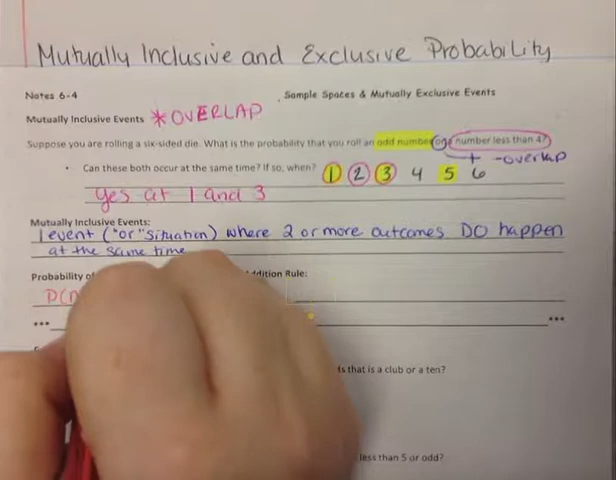 Mutually Inclusive and Exclusive Probability
Notes 6-4 Sample Spaces & Mutually Exclusive Events
Mutually Inclusive Events *OVERLAP
Suppose you are rolling a six-sided die. What is the probability that you roll an odd number or a number less than 4?
+ -overlap
• Can these both occur at the same time? If so, when? 1 2 3 4 5 6
Yes at 1 and 3
Mutually Inclusive Events:
1 event ("or" situation) where 2 or more outcomes DO happen
at the same time
Probability of Addition Rule:
•••
•••
that is a club or a ten?
less than 5 or odd?